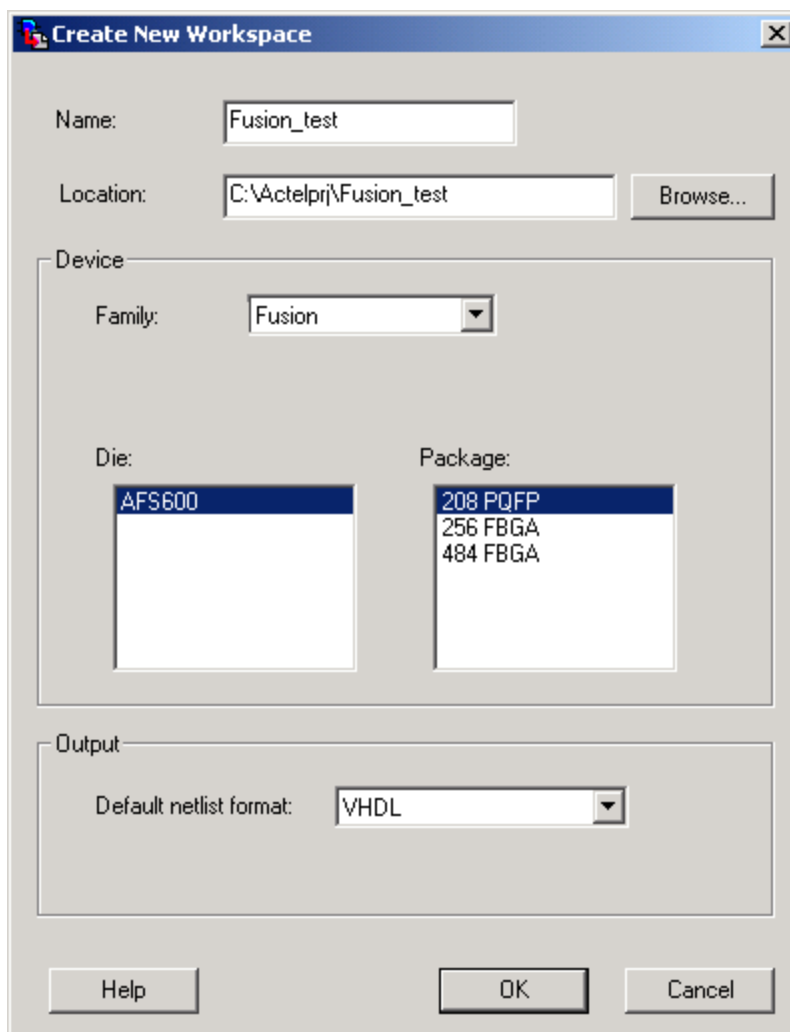 Create New Workspace
Name: Fusion_test
Location: C:\Actelprj\Fusion_test Browse...
Device
Family: Fusion
Die: Package:
AFS600 208 PQFP
256 FBGA
484 FBGA
Output
Default netlist format: VHDL
Help OK Cancel